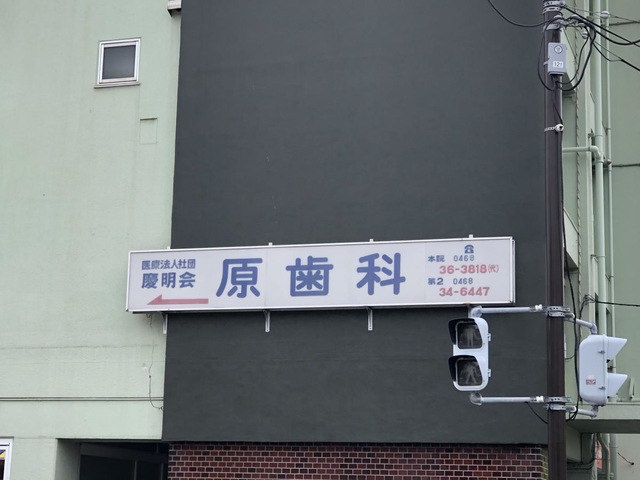 医療法人社団
慶明会
原歯科
☎
本院 0468
36-3818(代)
第2 0468
34-6447